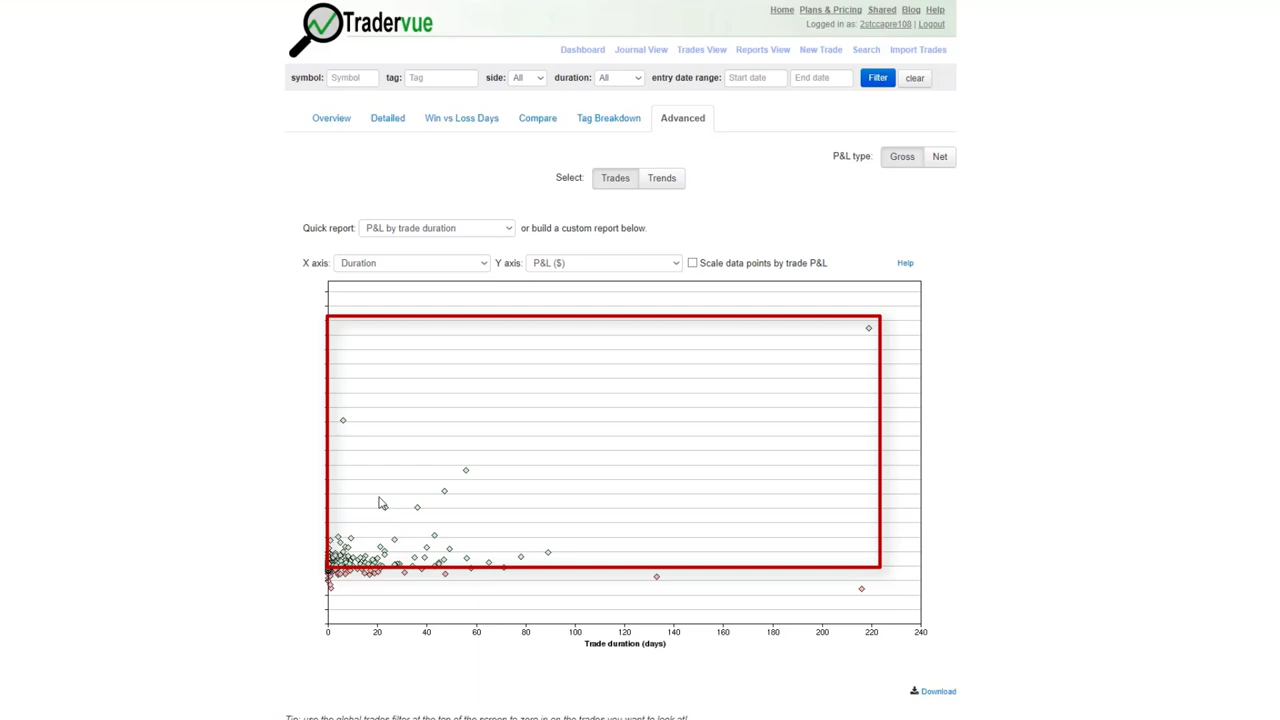 Tradervue
Home Plans & Pricing Shared Blog Help
Logged in as: 2stccapre108 | Logout
Dashboard Journal View Trades View Reports View New Trade Search Import Trades
symbol: Symbol tag: Tag side: All duration: All entry date range: Start date End date Filter clear
Overview Detailed Win vs Loss Days Compare Tag Breakdown Advanced
P&L type: Gross Net
Select: Trades Trends
Quick report: P&L by trade duration or build a custom report below.
X axis: Duration Y axis: P&L ($) Scale data points by trade P&L Help
0 20 40 60 80 100 120 140 160 180 200 220 240
Trade duration (days)
Download
Tip: use the global trades filter at the top of the screen to zero in on the trades you want to look at!